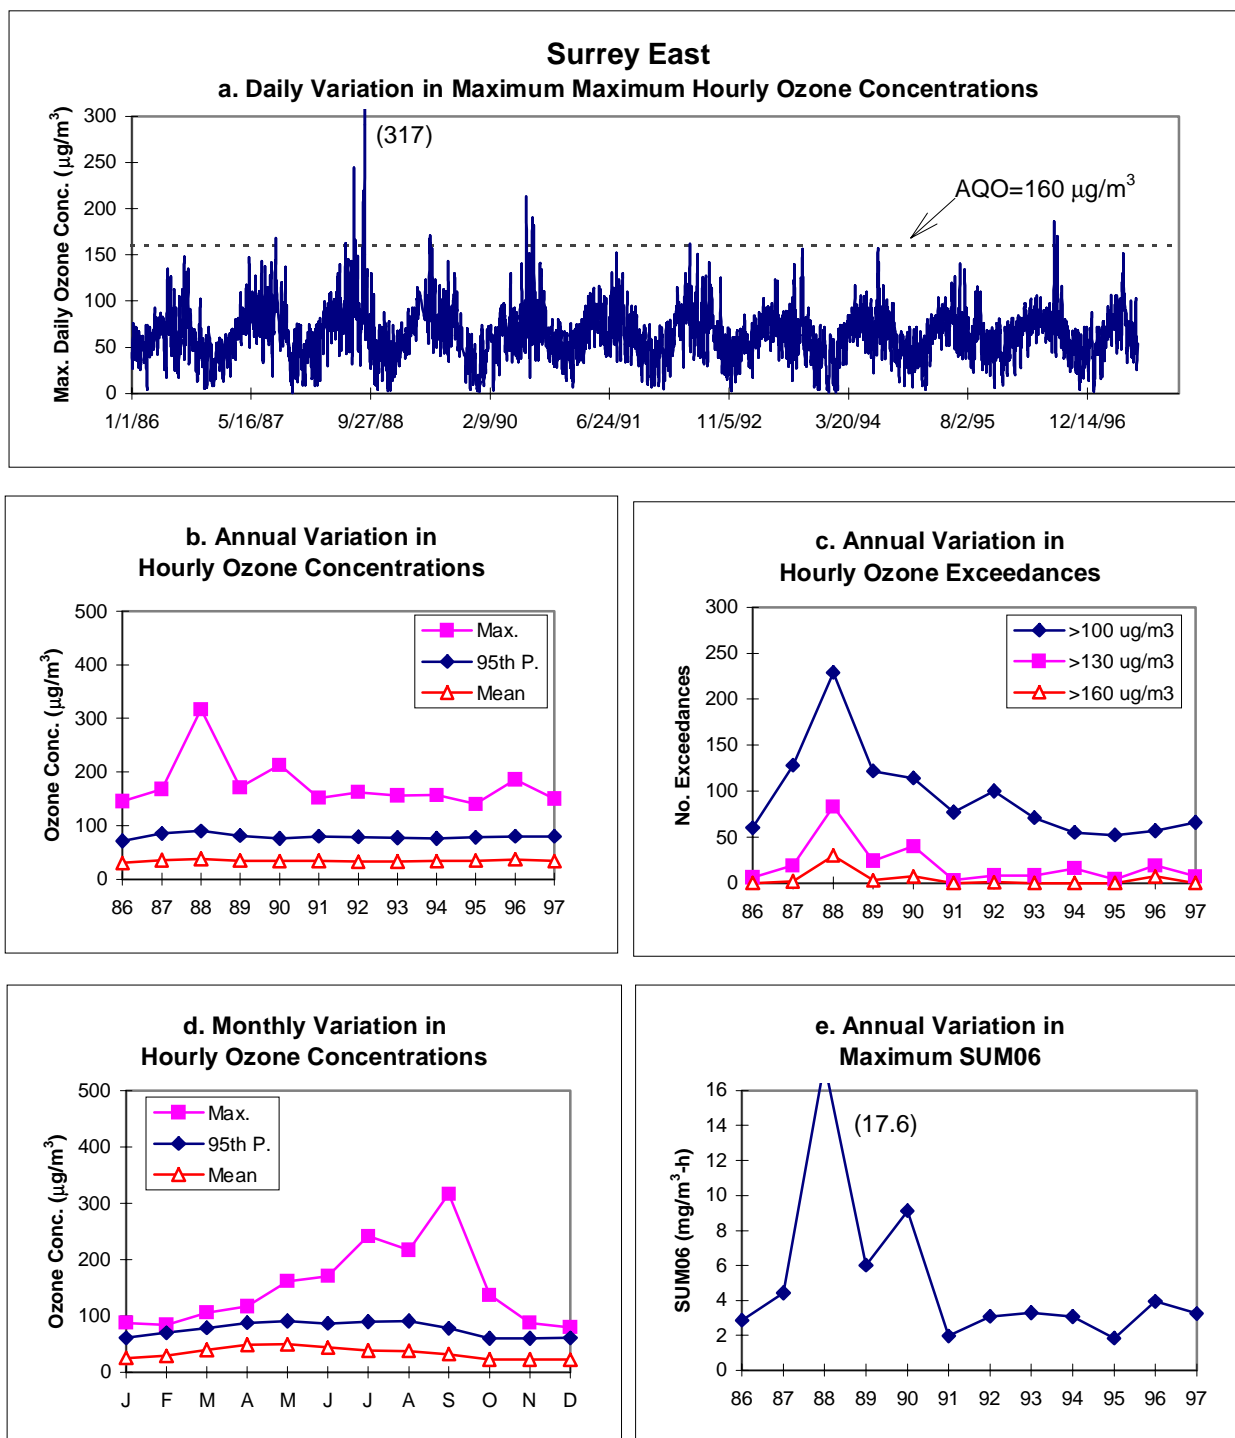 Surrey East
a. Daily Variation in Maximum Maximum Hourly Ozone Concentrations
Max. Daily Ozone Conc. (μg/m³)
300
250
200
150
100
50
0
(317)
AQO=160 μg/m³
1/1/86 5/16/87 9/27/88 2/9/90 6/24/91 11/5/92 3/20/94 8/2/95 12/14/96
b. Annual Variation in
Hourly Ozone Concentrations
Ozone Conc. (μg/m³)
500
400
300
200
100
0
Max.
95th P.
Mean
86 87 88 89 90 91 92 93 94 95 96 97
c. Annual Variation in
Hourly Ozone Exceedances
No. Exceedances
300
250
200
150
100
50
0
>100 ug/m3
>130 ug/m3
>160 ug/m3
86 87 88 89 90 91 92 93 94 95 96 97
d. Monthly Variation in
Hourly Ozone Concentrations
Ozone Conc. (μg/m³)
500
400
300
200
100
0
Max.
95th P.
Mean
J F M A M J J A S O N D
e. Annual Variation in
Maximum SUM06
SUM06 (mg/m³-h)
16
14
12
10
8
6
4
2
0
(17.6)
86 87 88 89 90 91 92 93 94 95 96 97